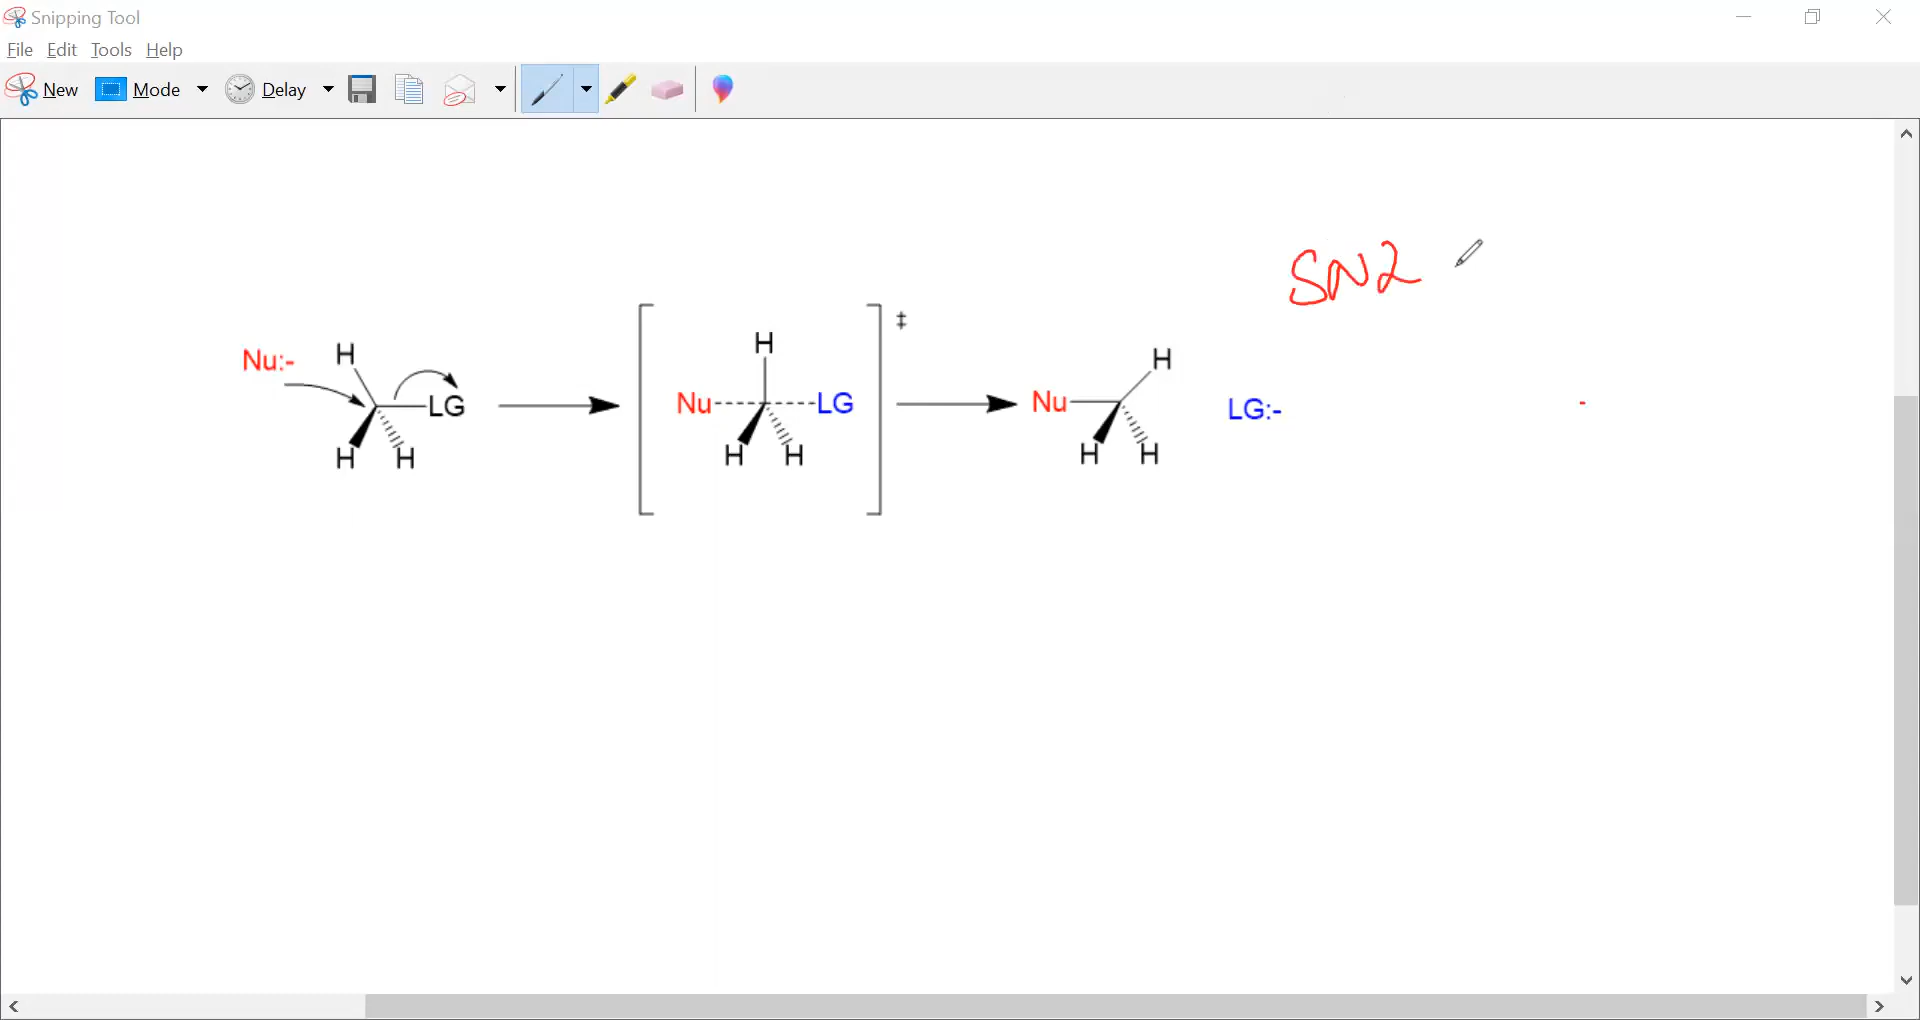 Snipping Tool
File Edit Tools Help
New Mode Delay
SN2
Nu:- H LG H H
H Nu LG H H ‡
Nu H H H
LG:-